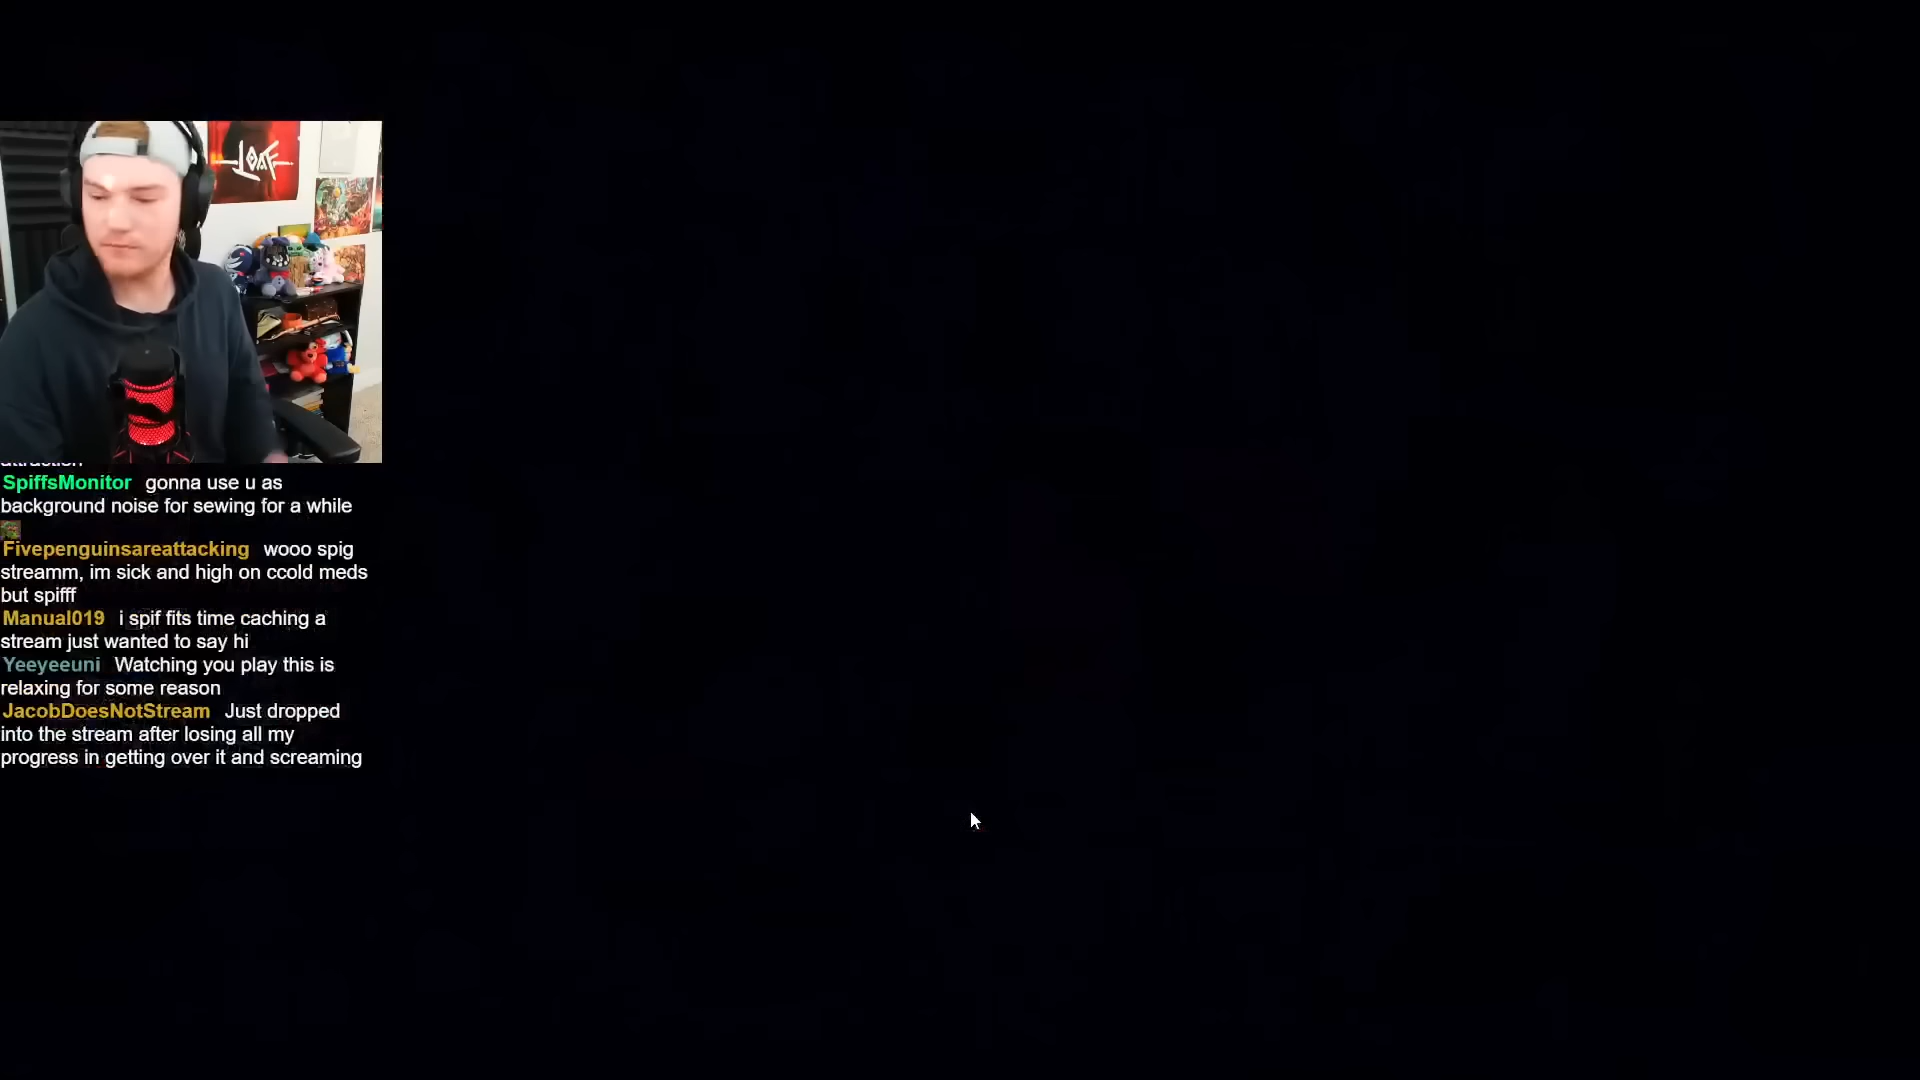 LOAF
attraction
SpiffsMonitor gonna use u as
background noise for sewing for a while
Fivepenguinsareattacking wooo spig
streamm, im sick and high on ccold meds
but spifff
Manual019 i spif fits time caching a
stream just wanted to say hi
Yeeyeeuni Watching you play this is
relaxing for some reason
JacobDoesNotStream Just dropped
into the stream after losing all my
progress in getting over it and screaming